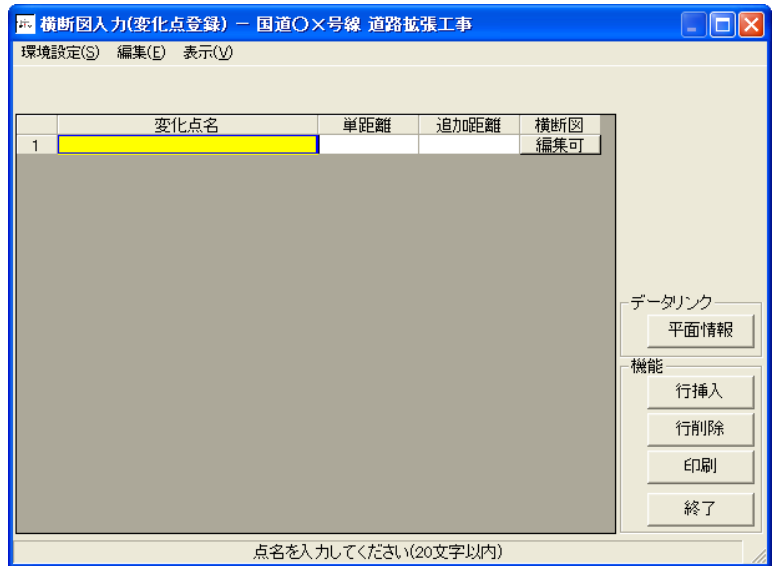 横断図入力(変化点登録) － 国道〇×号線 道路拡張工事
環境設定(S) 編集(E) 表示(V)
変化点名 単距離 追加距離 横断図
1 編集可
データリンク
平面情報
機能
行挿入
行削除
印刷
終了
点名を入力してください(20文字以内)